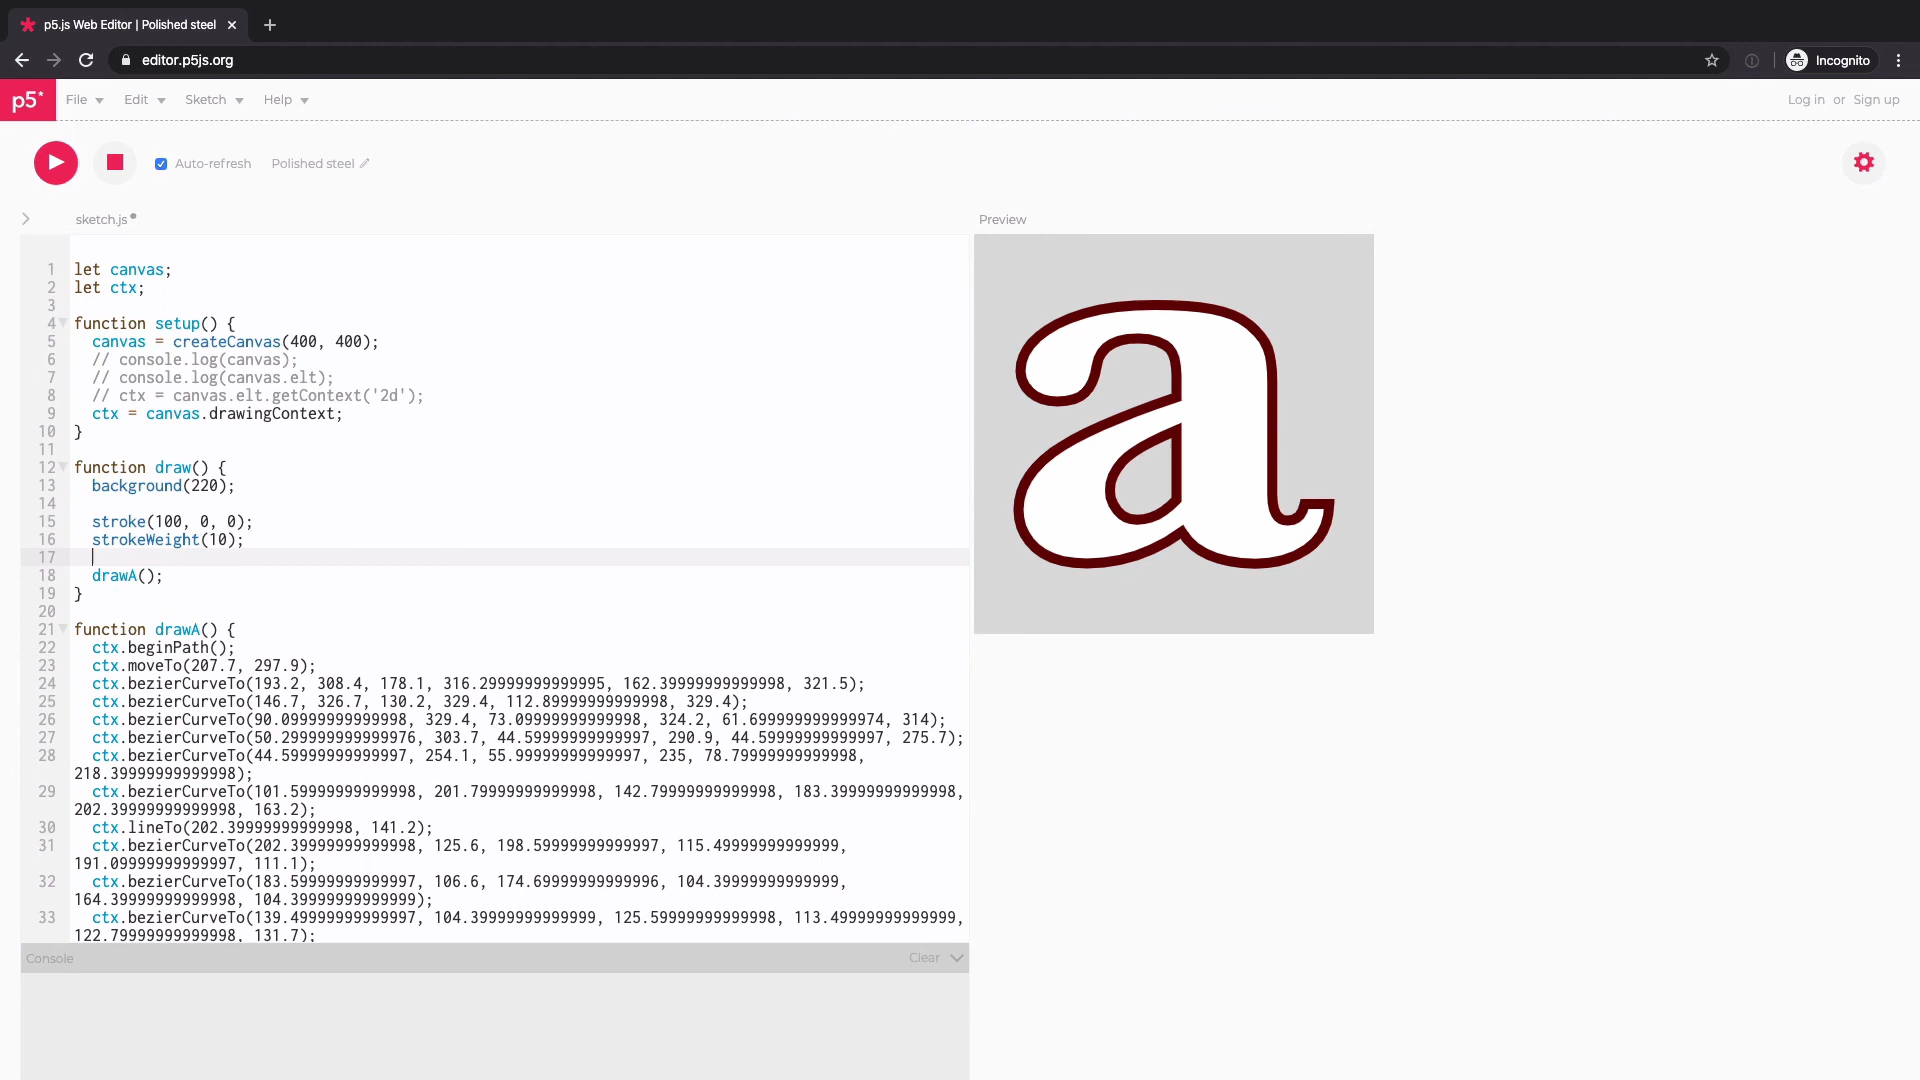 p5.js Web Editor | Polished steel
editor.p5js.org
Incognito
p5*
File
Edit
Sketch
Help
Log in or Sign up
Auto-refresh
Polished steel
sketch.js
Preview
1 let canvas;
2 let ctx;
3
4 function setup() {
5 canvas = createCanvas(400, 400);
6 // console.log(canvas);
7 // console.log(canvas.elt);
8 // ctx = canvas.elt.getContext('2d');
9 ctx = canvas.drawingContext;
10 }
11
12 function draw() {
13 background(220);
14
15 stroke(100, 0, 0);
16 strokeWeight(10);
17
18 drawA();
19 }
20
21 function drawA() {
22 ctx.beginPath();
23 ctx.moveTo(207.7, 297.9);
24 ctx.bezierCurveTo(193.2, 308.4, 178.1, 316.29999999999995, 162.39999999999998, 321.5);
25 ctx.bezierCurveTo(146.7, 326.7, 130.2, 329.4, 112.89999999999998, 329.4);
26 ctx.bezierCurveTo(90.09999999999998, 329.4, 73.09999999999998, 324.2, 61.699999999999974, 314);
27 ctx.bezierCurveTo(50.299999999999976, 303.7, 44.59999999999997, 290.9, 44.59999999999997, 275.7);
28 ctx.bezierCurveTo(44.59999999999997, 254.1, 55.99999999999997, 235, 78.79999999999998,
218.39999999999998);
29 ctx.bezierCurveTo(101.59999999999998, 201.79999999999998, 142.79999999999998, 183.39999999999998,
202.39999999999998, 163.2);
30 ctx.lineTo(202.39999999999998, 141.2);
31 ctx.bezierCurveTo(202.39999999999998, 125.6, 198.59999999999997, 115.49999999999999,
191.09999999999997, 111.1);
32 ctx.bezierCurveTo(183.59999999999997, 106.6, 174.69999999999996, 104.39999999999999,
164.39999999999998, 104.39999999999999);
33 ctx.bezierCurveTo(139.49999999999997, 104.39999999999999, 125.59999999999998, 113.49999999999999,
122.79999999999998, 131.7);
a
Console
Clear